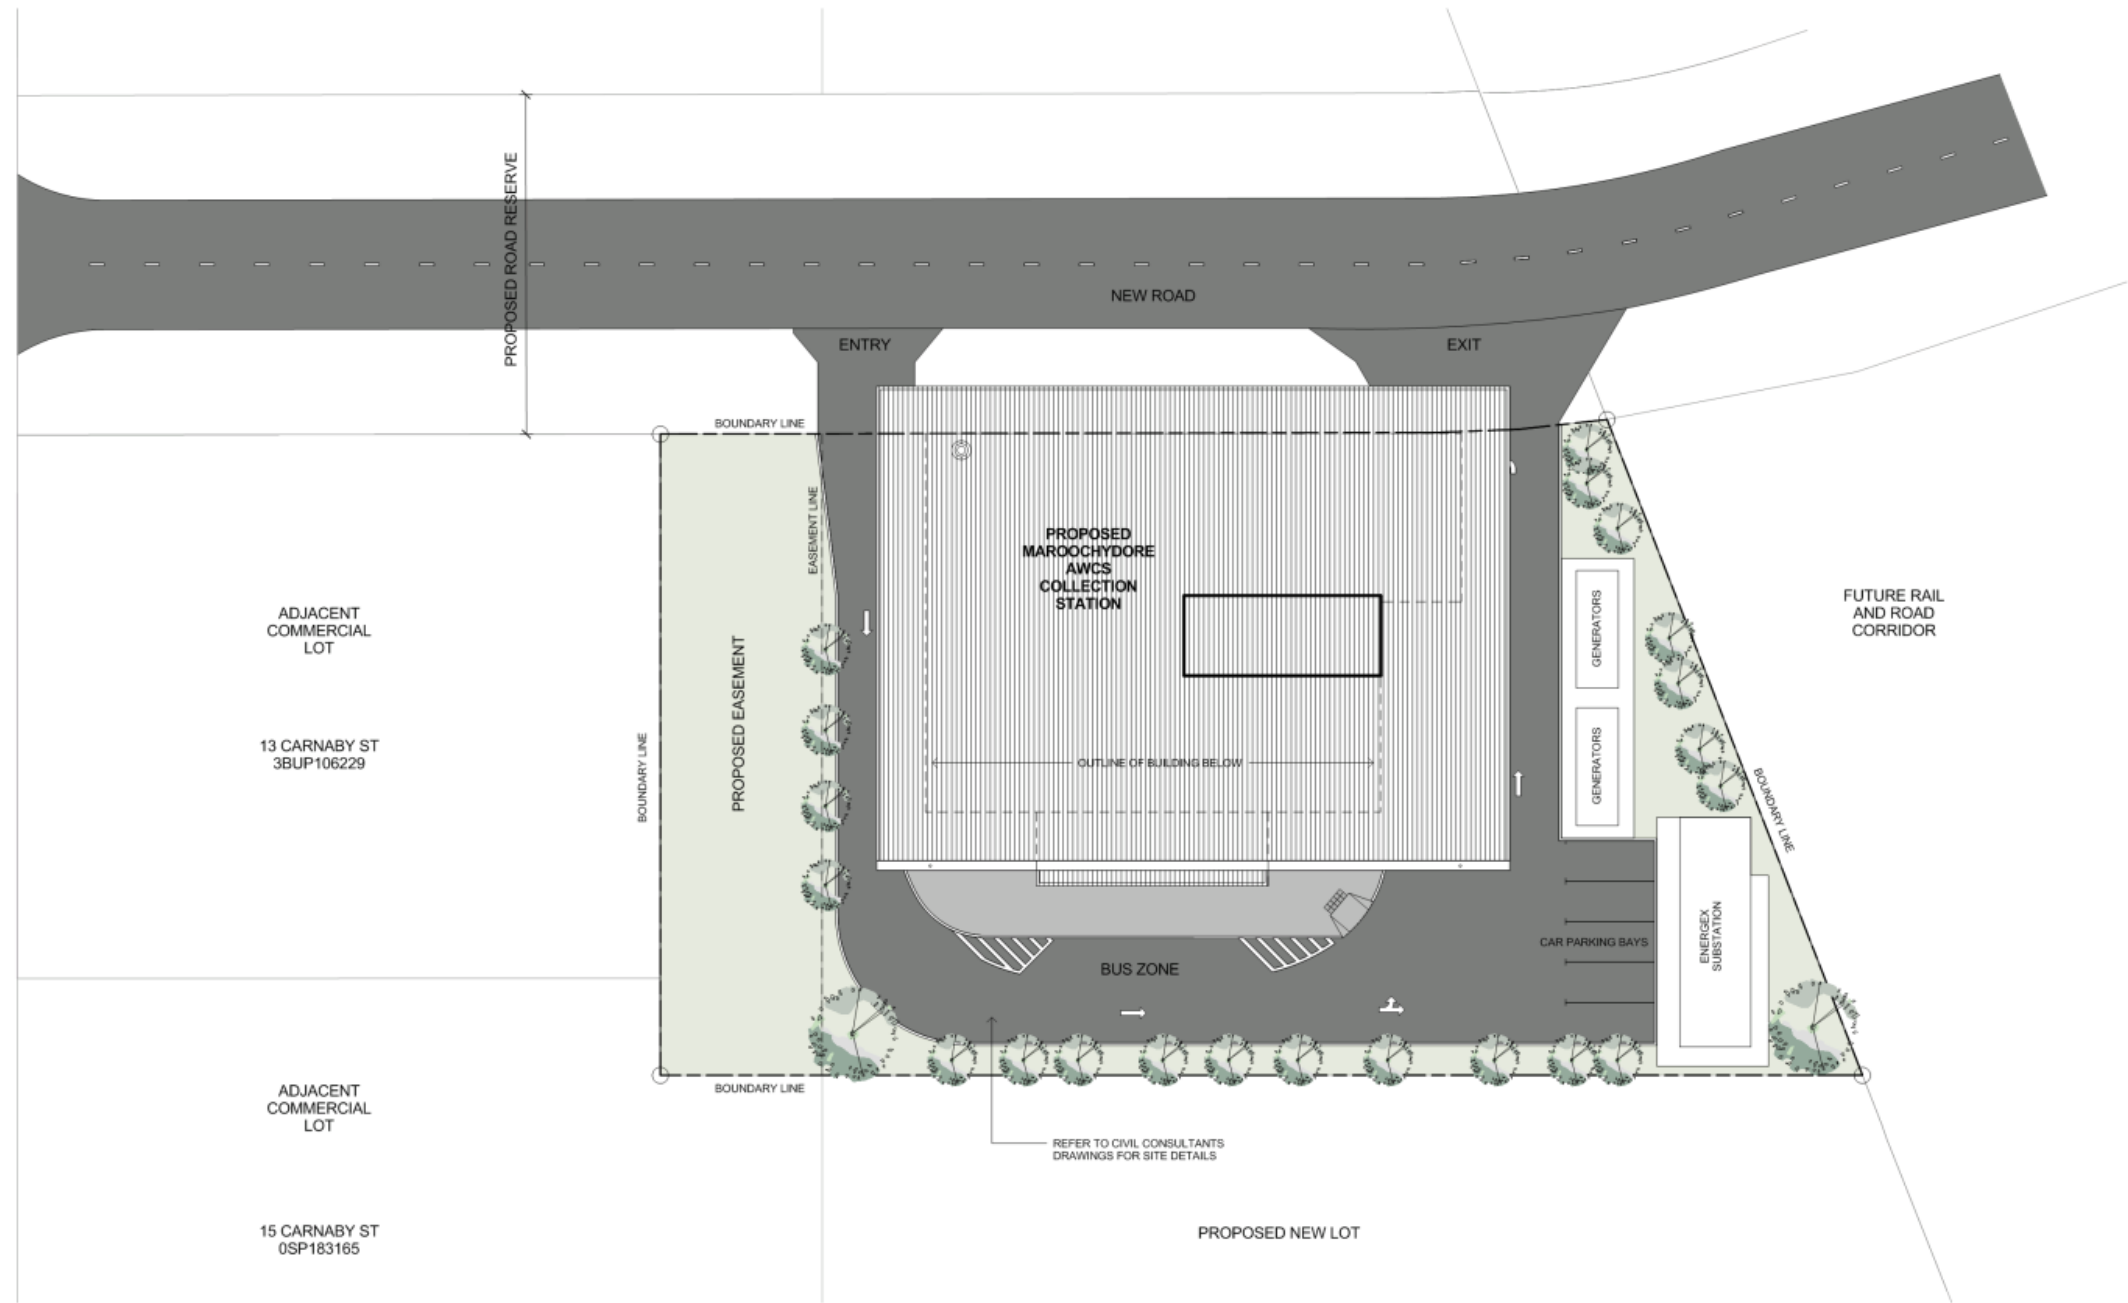 PROPOSED ROAD RESERVE
NEW ROAD
ENTRY
EXIT
BOUNDARY LINE
EASEMENT LINE
PROPOSED
MAROOCHYDORE
AWCS
COLLECTION
STATION
ADJACENT
COMMERCIAL
LOT
13 CARNABY ST
3BUP106229
BOUNDARY LINE
PROPOSED EASEMENT
OUTLINE OF BUILDING BELOW
GENERATORS
GENERATORS
FUTURE RAIL
AND ROAD
CORRIDOR
BOUNDARY LINE
CAR PARKING BAYS
ENERGEX
SUBSTATION
BUS ZONE
BOUNDARY LINE
REFER TO CIVIL CONSULTANTS
DRAWINGS FOR SITE DETAILS
ADJACENT
COMMERCIAL
LOT
15 CARNABY ST
0SP183165
PROPOSED NEW LOT